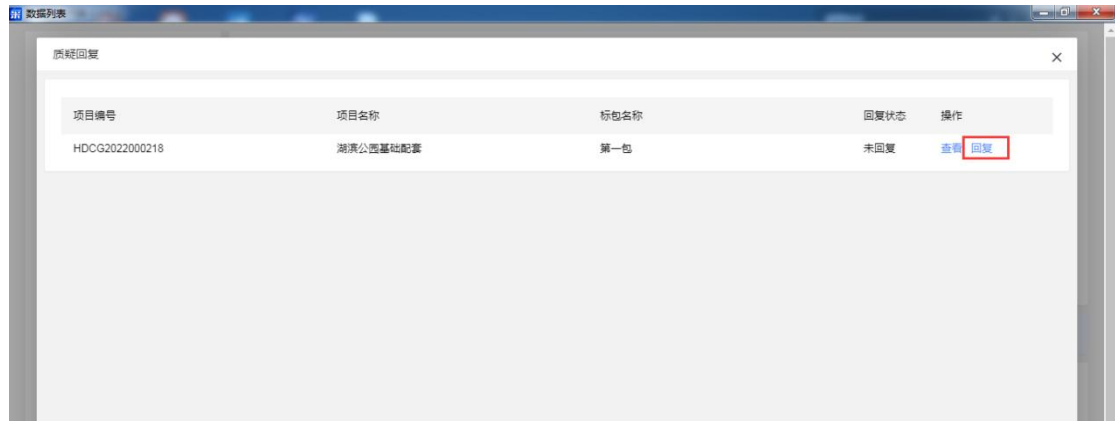 数据列表
质疑回复
项目编号 项目名称 标包名称 回复状态 操作
HDCG2022000218 湖滨公园基础配套 第一包 未回复 查看 回复